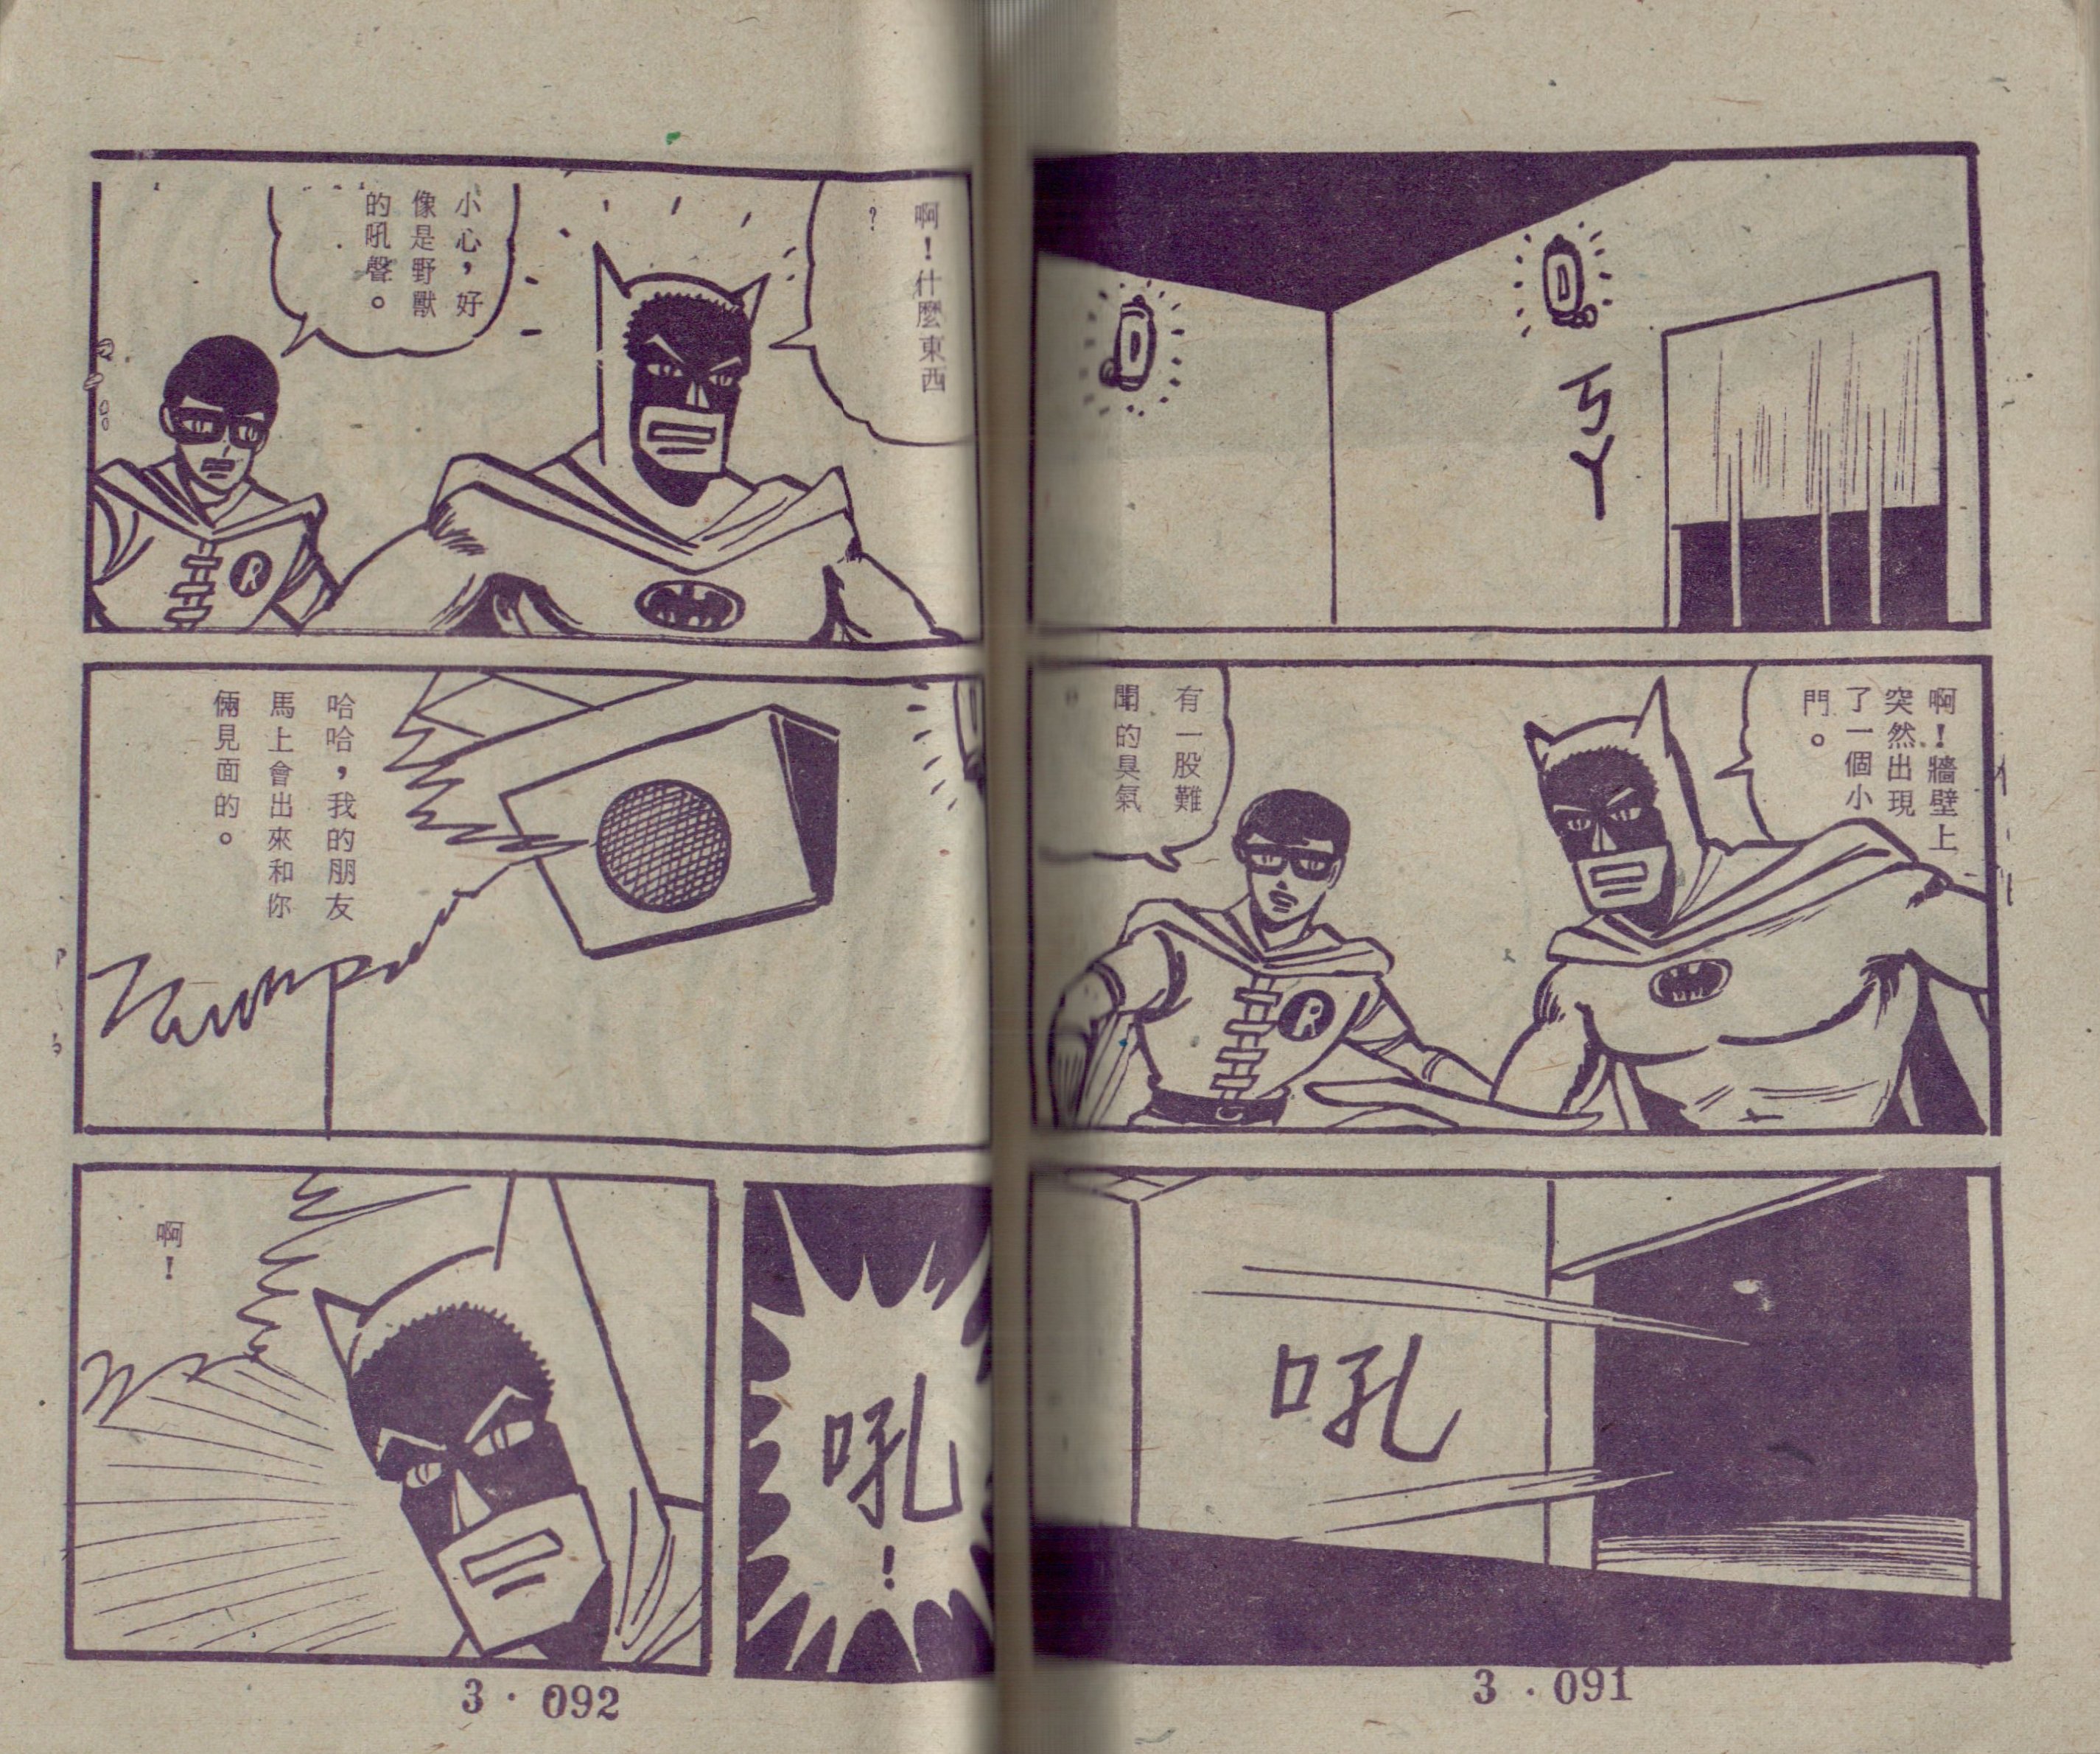 D
D
ㄎㄚ
啊！牆壁上
突然出現
了一個小
門。
有一股難
聞的臭氣
R
吼
3·091
啊！什麼東西
?
小心，好
像是野獸
的吼聲。
R
哈哈，我的朋友
馬上會出來和你
倆見面的。
吼!
啊！
3·092